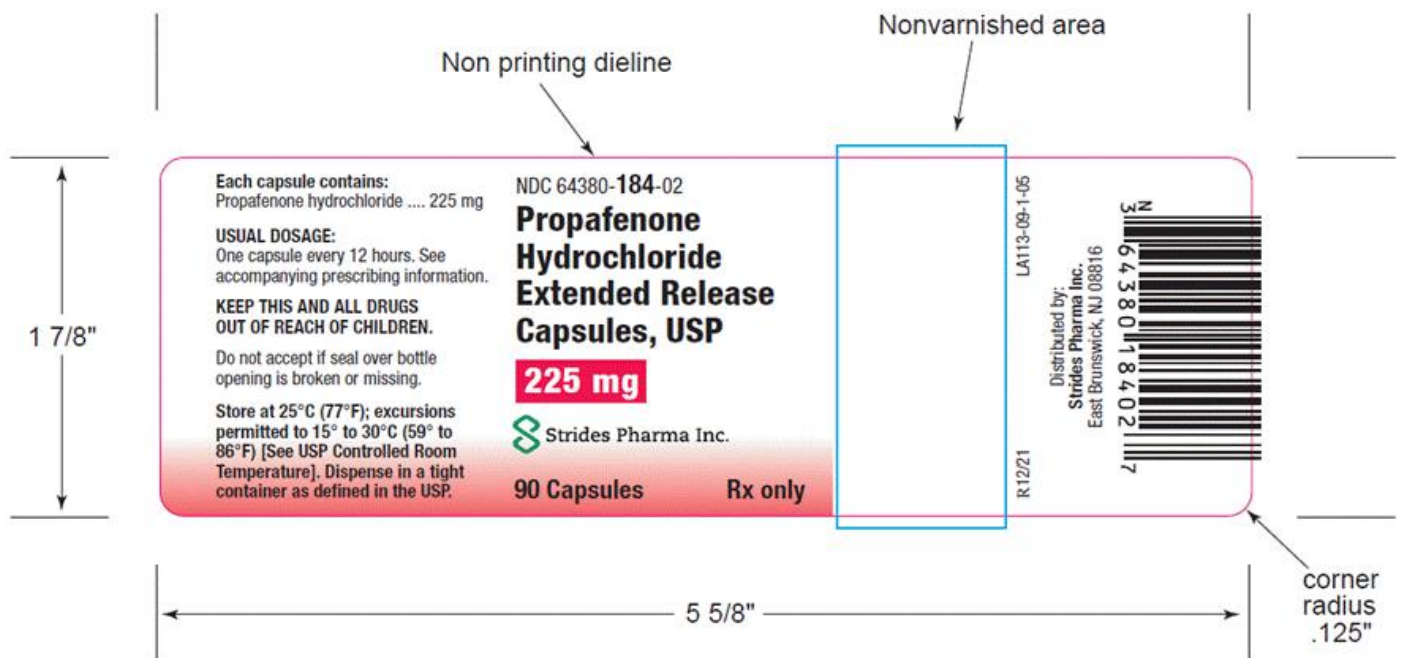 Nonvarnished area
Non printing dieline
1 7/8"
Each capsule contains:
Propafenone hydrochloride .... 225 mg
USUAL DOSAGE:
One capsule every 12 hours. See
accompanying prescribing information.
KEEP THIS AND ALL DRUGS
OUT OF REACH OF CHILDREN.
Do not accept if seal over bottle
opening is broken or missing.
Store at 25°C (77°F); excursions
permitted to 15° to 30°C (59° to
86°F) [See USP Controlled Room
Temperature]. Dispense in a tight
container as defined in the USP.
NDC 64380-184-02
Propafenone
Hydrochloride
Extended Release
Capsules, USP
225 mg
Strides Pharma Inc.
90 Capsules Rx only
LA113-09-1-05
R12/21
Distributed by:
Strides Pharma Inc.
East Brunswick, NJ 08816
N
3 64380 18402 7
5 5/8"
corner
radius
.125"